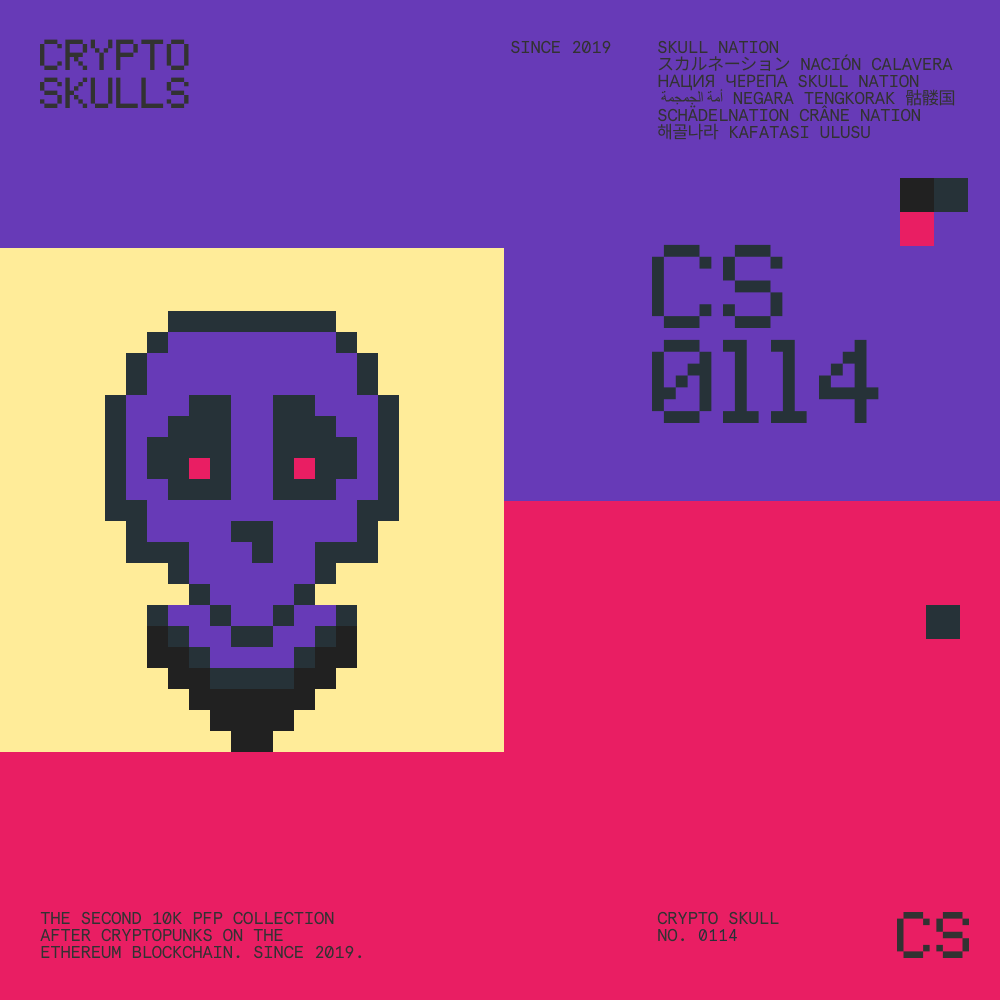 CRYPTO
SKULLS
SINCE 2019
SKULL NATION
スカルネーション NACIÓN CALAVERA
НАЦИЯ ЧЕРЕПА SKULL NATION
أمة الجمجمة NEGARA TENGKORAK 骷髅国
SCHÄDELNATION CRÂNE NATION
해골나라 KAFATASI ULUSU
CS
0114
THE SECOND 10K PFP COLLECTION
AFTER CRYPTOPUNKS ON THE
ETHEREUM BLOCKCHAIN. SINCE 2019.
CRYPTO SKULL
NO. 0114
CS